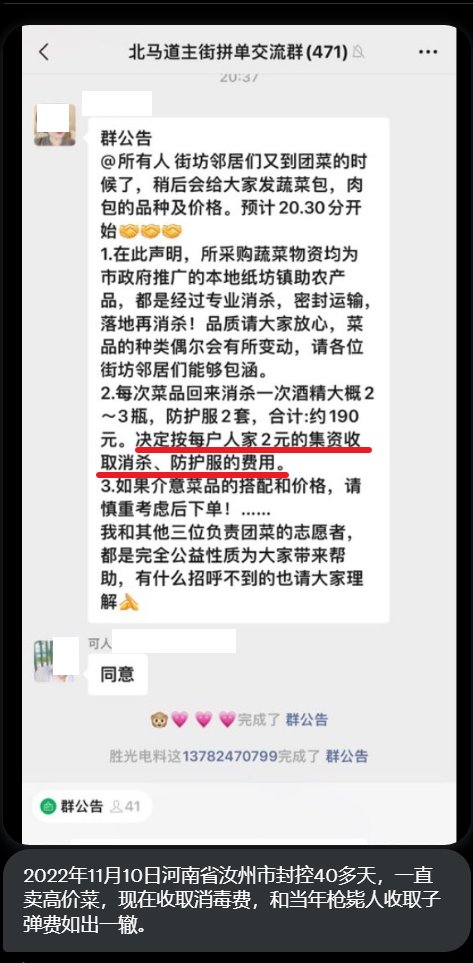 北马道主街拼单交流群(471)
20:37
群公告
@所有人 街坊邻居们又到团菜的时
候了，稍后会给大家发蔬菜包，肉
包的品种及价格。预计20.30分开
始🤝🤝🤝
1.在此声明，所采购蔬菜物资均为
市政府推广的本地纸坊镇助农产
品，都是经过专业消杀，密封运输，
落地再消杀！品质请大家放心，菜
品的种类偶尔会有所变动，请各位
街坊邻居们能够包涵。
2.每次菜品回来消杀一次酒精大概2
～3瓶，防护服2套，合计:约190
元。决定按每户人家2元的集资收
取消杀、防护服的费用。
3.如果介意菜品的搭配和价格，请
慎重考虑后下单！……
我和其他三位负责团菜的志愿者，
都是完全公益性质为大家带来帮
助，有什么招呼不到的也请大家理
解🙏
可人
同意
🐵💗 💗 💗完成了 群公告
胜光电料这13782470799完成了 群公告
群公告 41
2022年11月10日河南省汝州市封控40多天，一直
卖高价菜，现在收取消毒费，和当年枪毙人收取子
弹费如出一辙。